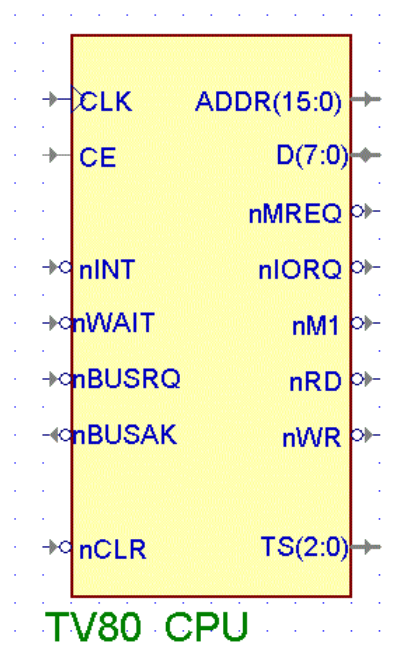 CLK ADDR(15:0)
CE D(7:0)
nMREQ
nINT nIORQ
nWAIT nM1
nBUSRQ nRD
nBUSAK nWR
nCLR TS(2:0)
TV80 CPU